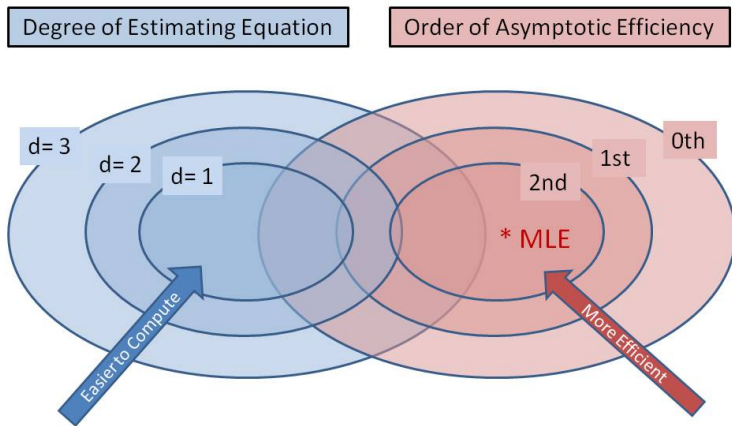 Degree of Estimating Equation
Order of Asymptotic Efficiency
d= 3
d= 2
d= 1
0th
1st
2nd
* MLE
Easier to Compute
More Efficient